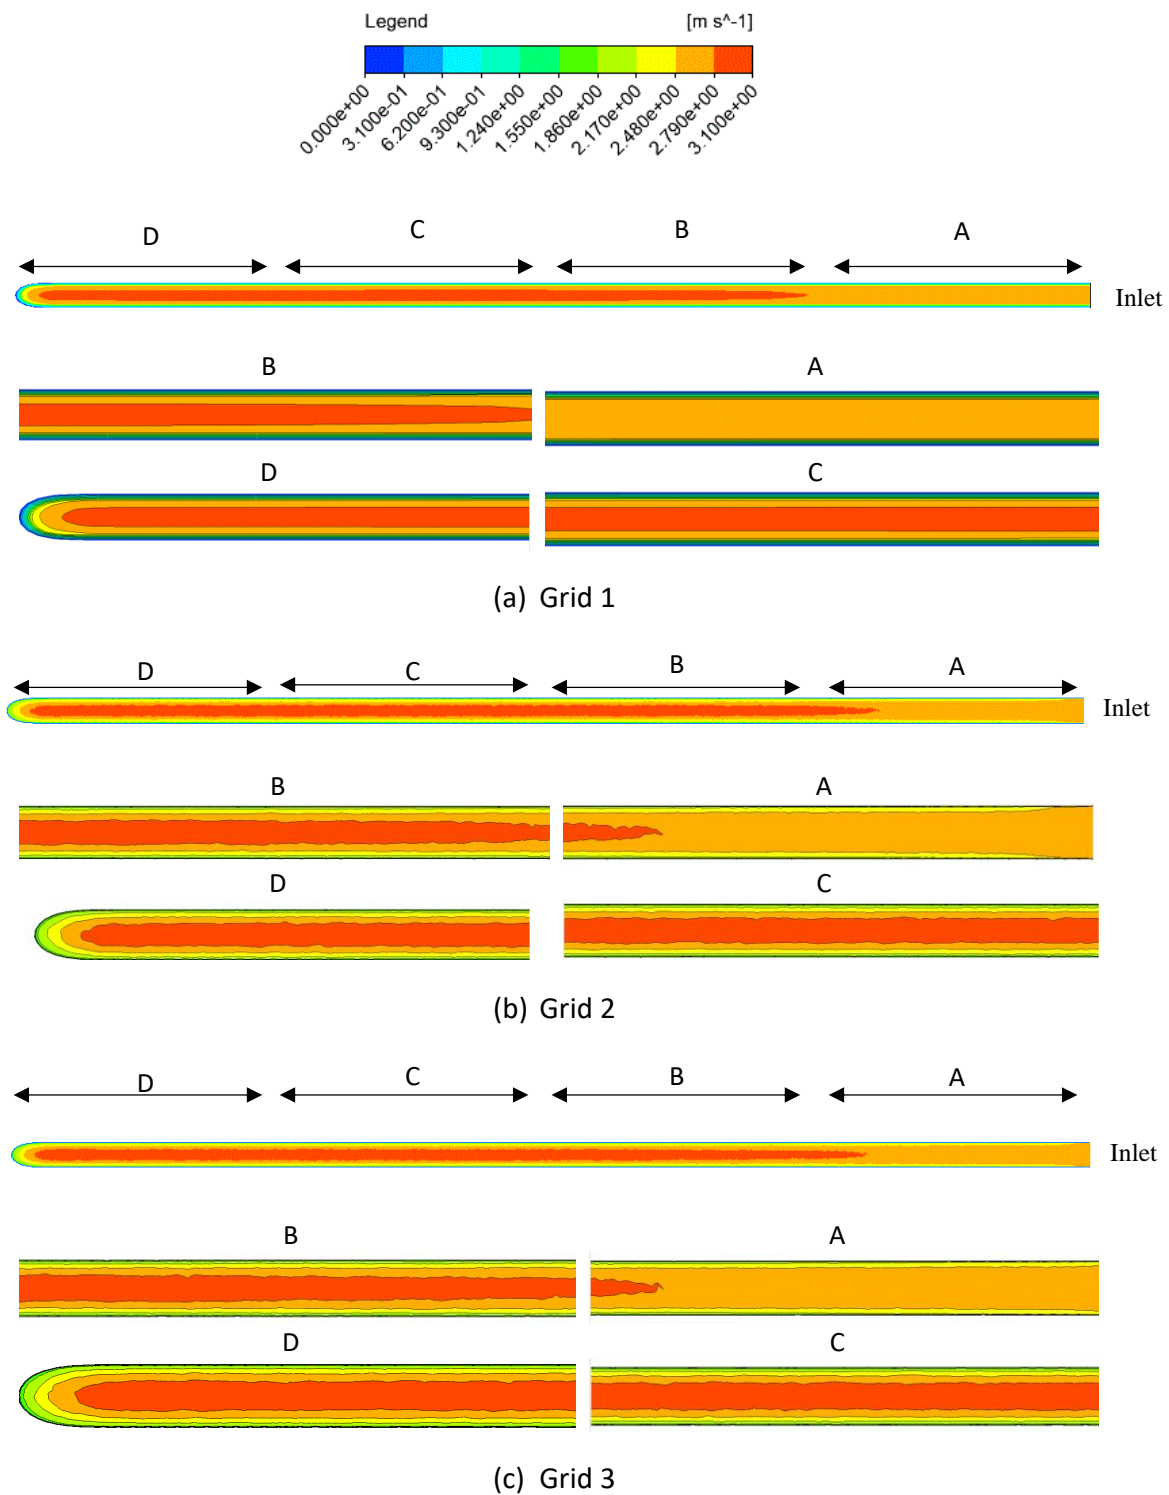 Legend [m s^-1]
0.000e+00 3.100e-01 6.200e-01 9.300e-01 1.240e+00 1.550e+00 1.860e+00 2.170e+00 2.480e+00 2.790e+00 3.100e+00
D C B A
Inlet
B A
D C
(a) Grid 1
D C B A
Inlet
B A
D C
(b) Grid 2
D C B A
Inlet
B A
D C
(c) Grid 3